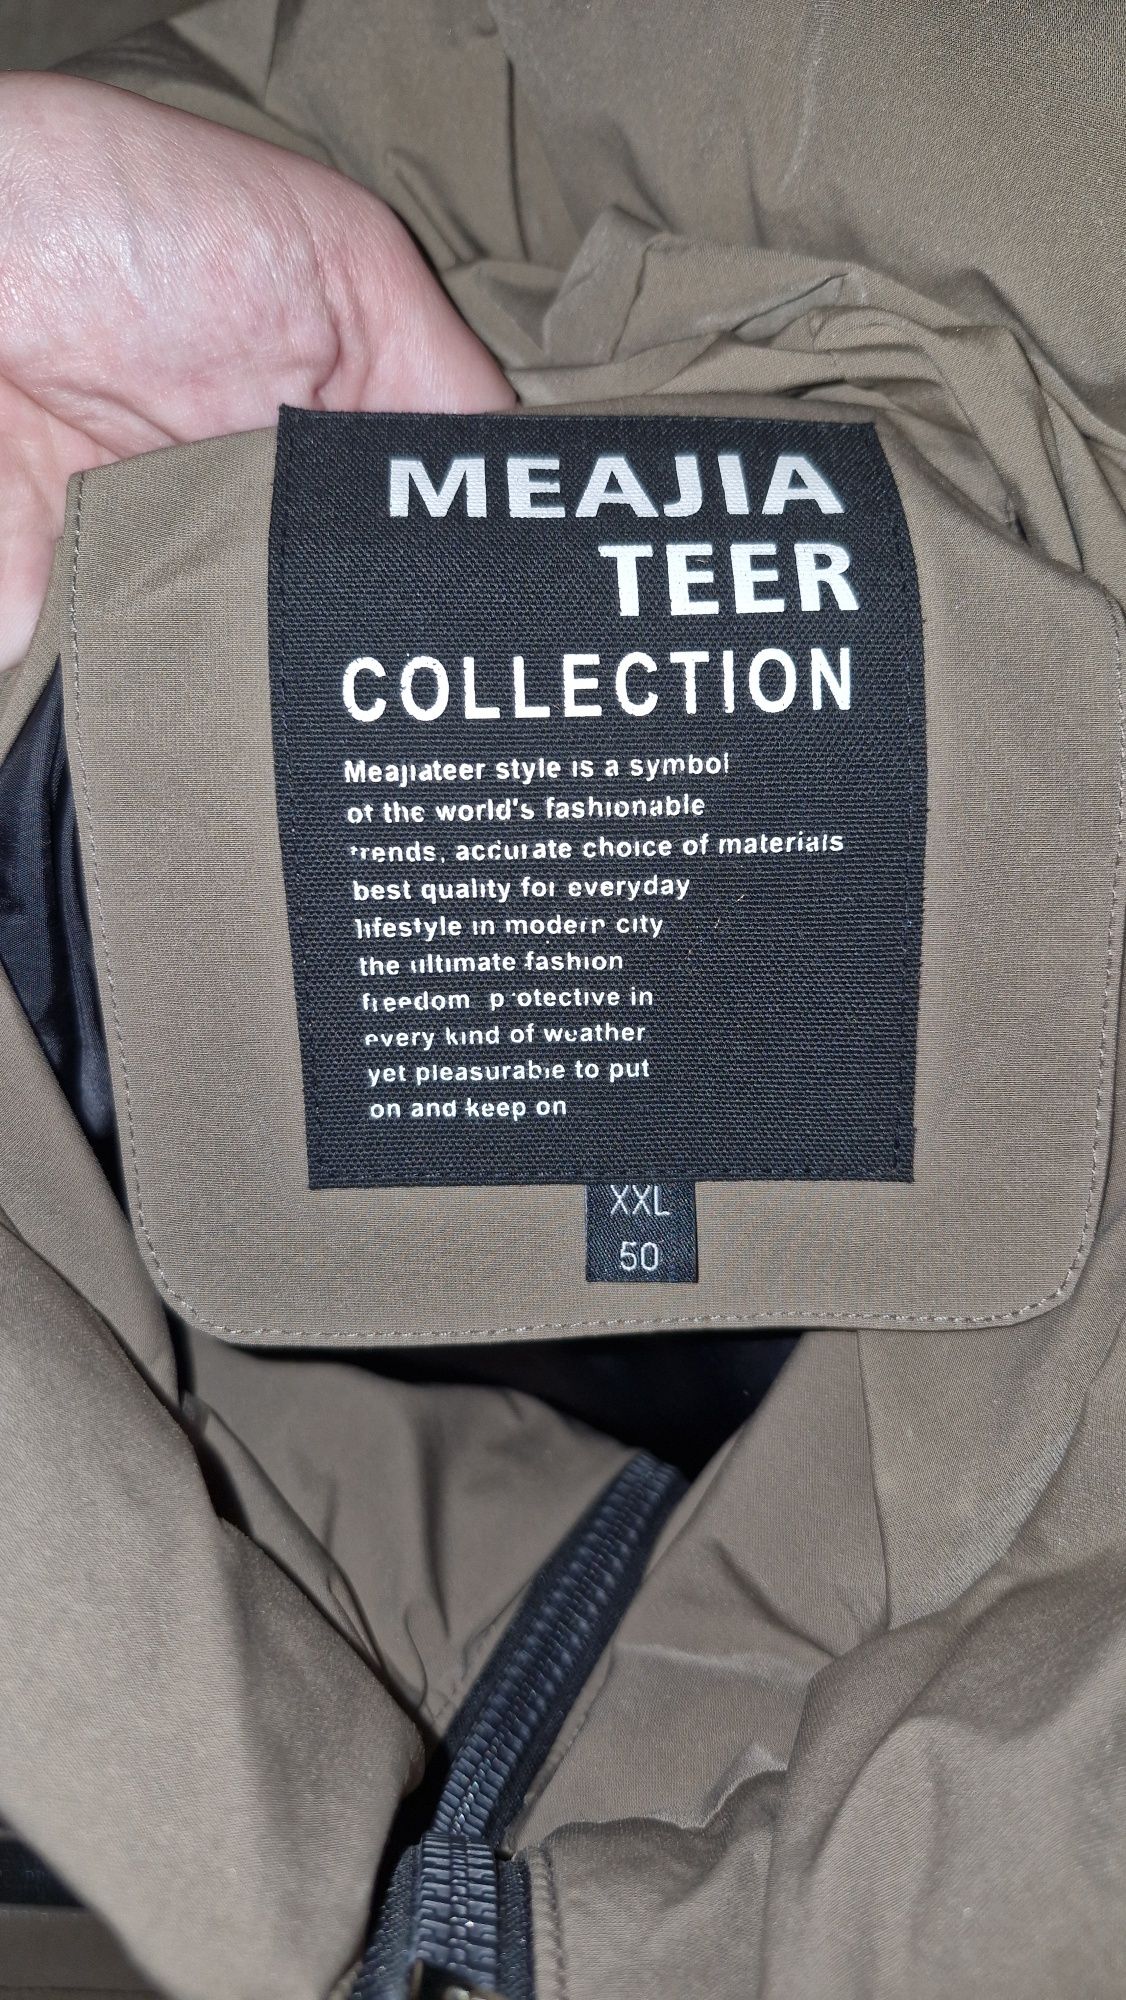 MEAJIA
TEER
COLLECTION
Meajiateer style is a symbol
of the world's fashionable
trends, accurate choice of materials
best quality for everyday
lifestyle in modern city
the ultimate fashion
freedom protective in
every kind of weather
yet pleasurable to put
on and keep on
XXL
50